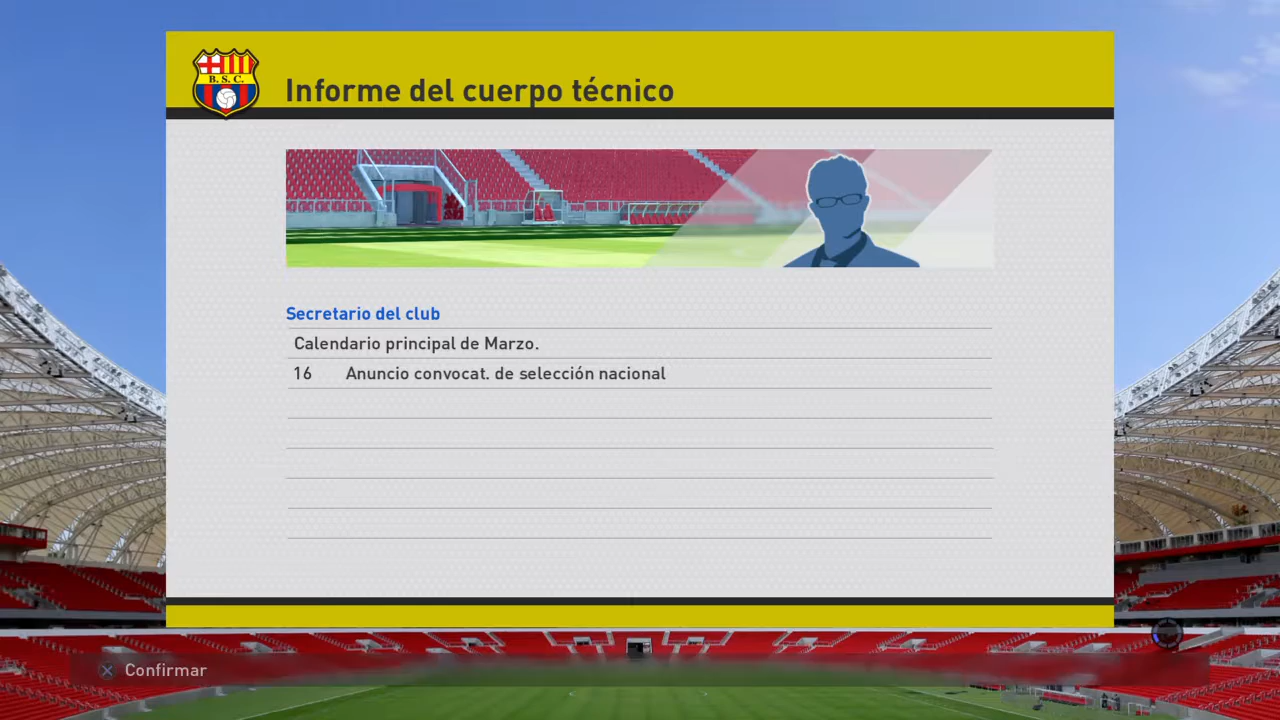 B. S. C.
Informe del cuerpo técnico
Secretario del club
Calendario principal de Marzo.
16 Anuncio convocat. de selección nacional
Confirmar